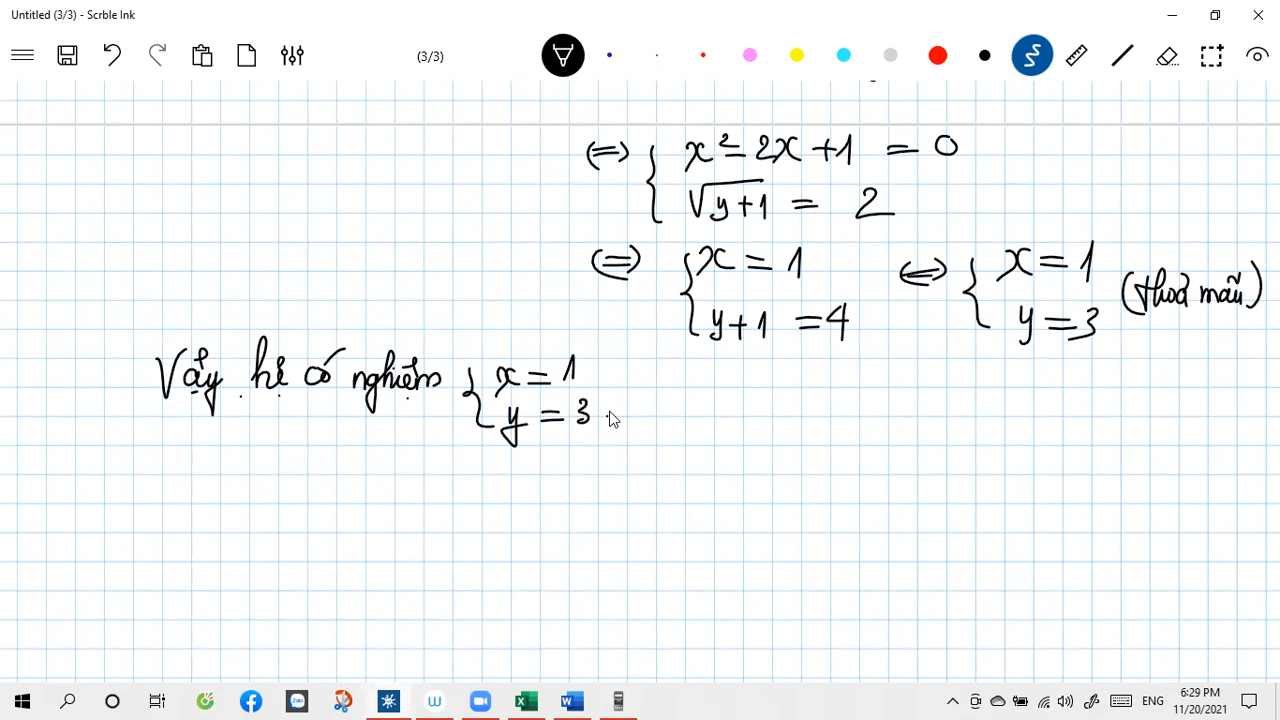 Untitled (3/3) - Scrble Ink
(3/3)
⇔ { x² - 2x + 1 = 0
√(y+1) = 2
⇔ { x = 1 ⇔ { x = 1 (thoả mãn)
y + 1 = 4 y = 3
Vậy hệ có nghiệm { x = 1
y = 3
Zalo
W
X
W
ENG
6:29 PM
11/20/2021